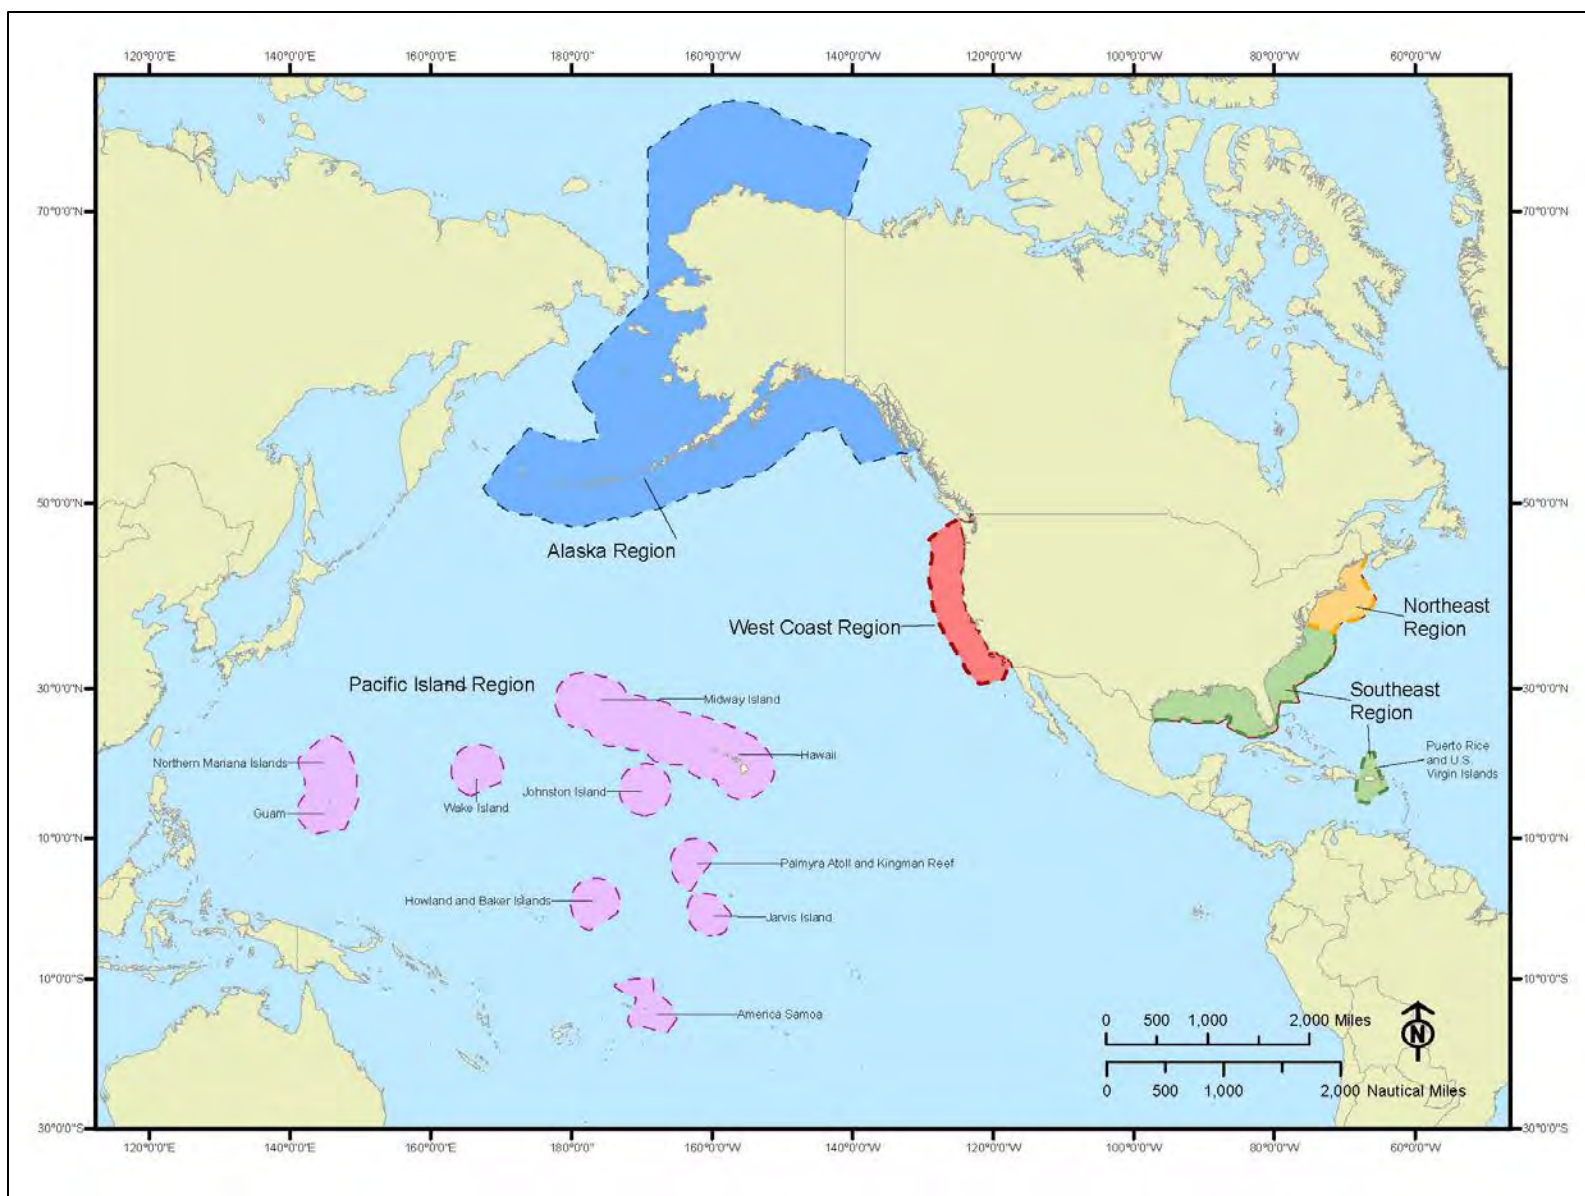 120°0'0"E 140°0'0"E 160°0'0"E 180°0'0" 160°0'0"W 140°0'0"W 120°0'0"W 100°0'0"W 80°0'0"W 60°0'0"W
70°0'0"N 70°0'0"N
50°0'0"N 50°0'0"N
Alaska Region
West Coast Region
Northeast
Region
Pacific Island Region
30°0'0"N 30°0'0"N
Southeast
Region
Midway Island
Hawaii
Northern Mariana Islands
Puerto Rice
and U.S.
Virgin Islands
Johnston Island
Wake Island
Guam
10°0'0"N 10°0'0"N
Palmyra Atoll and Kingman Reef
Howland and Baker Islands
Jarvis Island
10°0'0"S 10°0'0"S
America Samoa
0 500 1,000 2,000 Miles
N
0 500 1,000 2,000 Nautical Miles
30°0'0"S 30°0'0"S
120°0'0"E 140°0'0"E 160°0'0"E 180°0'0" 160°0'0"W 140°0'0"W 120°0'0"W 100°0'0"W 80°0'0"W 60°0'0"W